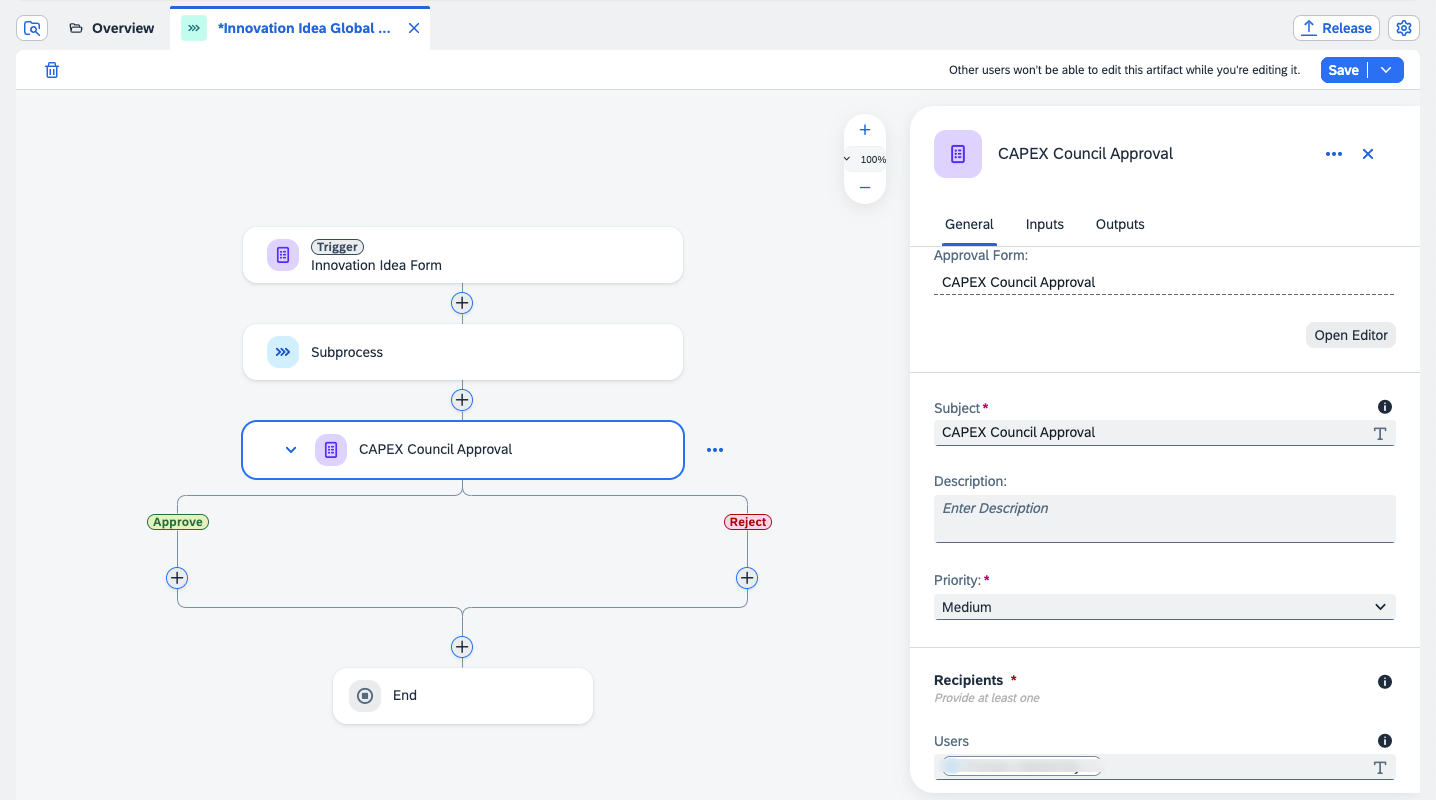 Overview
*Innovation Idea Global ...
Release
Other users won't be able to edit this artifact while you're editing it.
Save
100%
Trigger
Innovation Idea Form
Subprocess
CAPEX Council Approval
Approve
Reject
End
CAPEX Council Approval
General
Inputs
Outputs
Approval Form:
CAPEX Council Approval
Open Editor
Subject*
CAPEX Council Approval
Description:
Enter Description
Priority:*
Medium
Recipients *
Provide at least one
Users